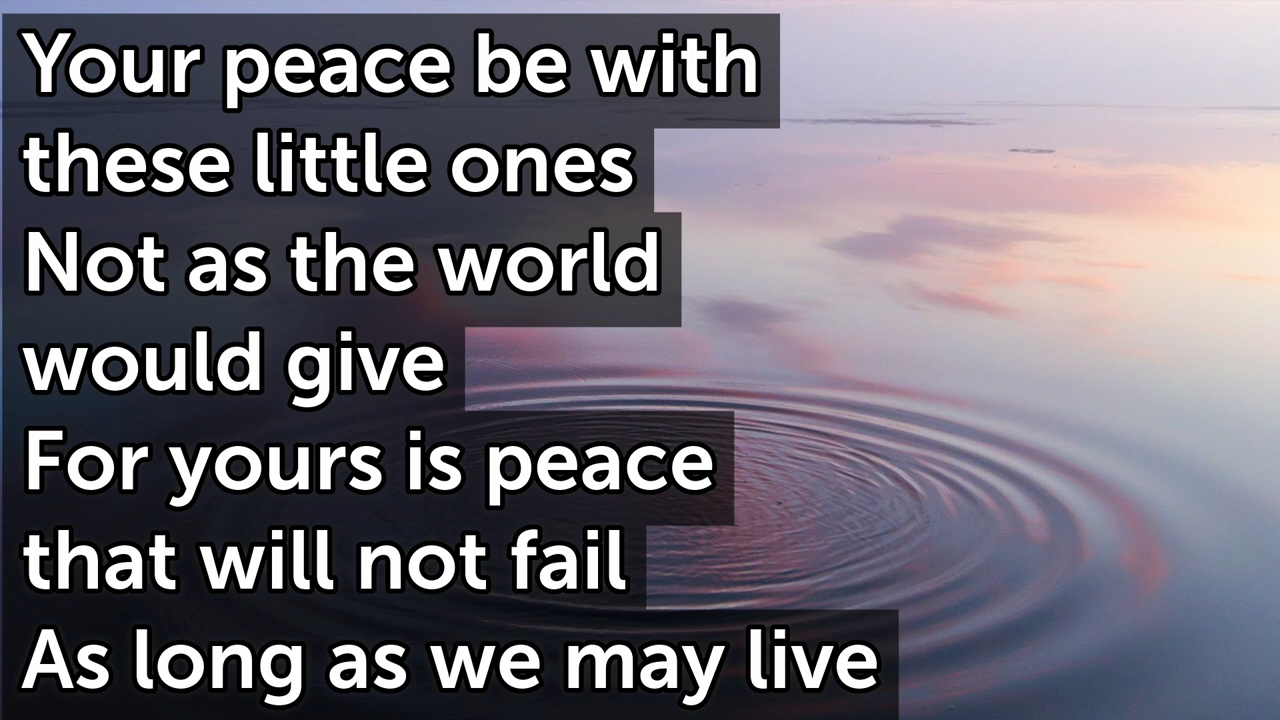 Your peace be with
these little ones
Not as the world
would give
For yours is peace
that will not fail
As long as we may live